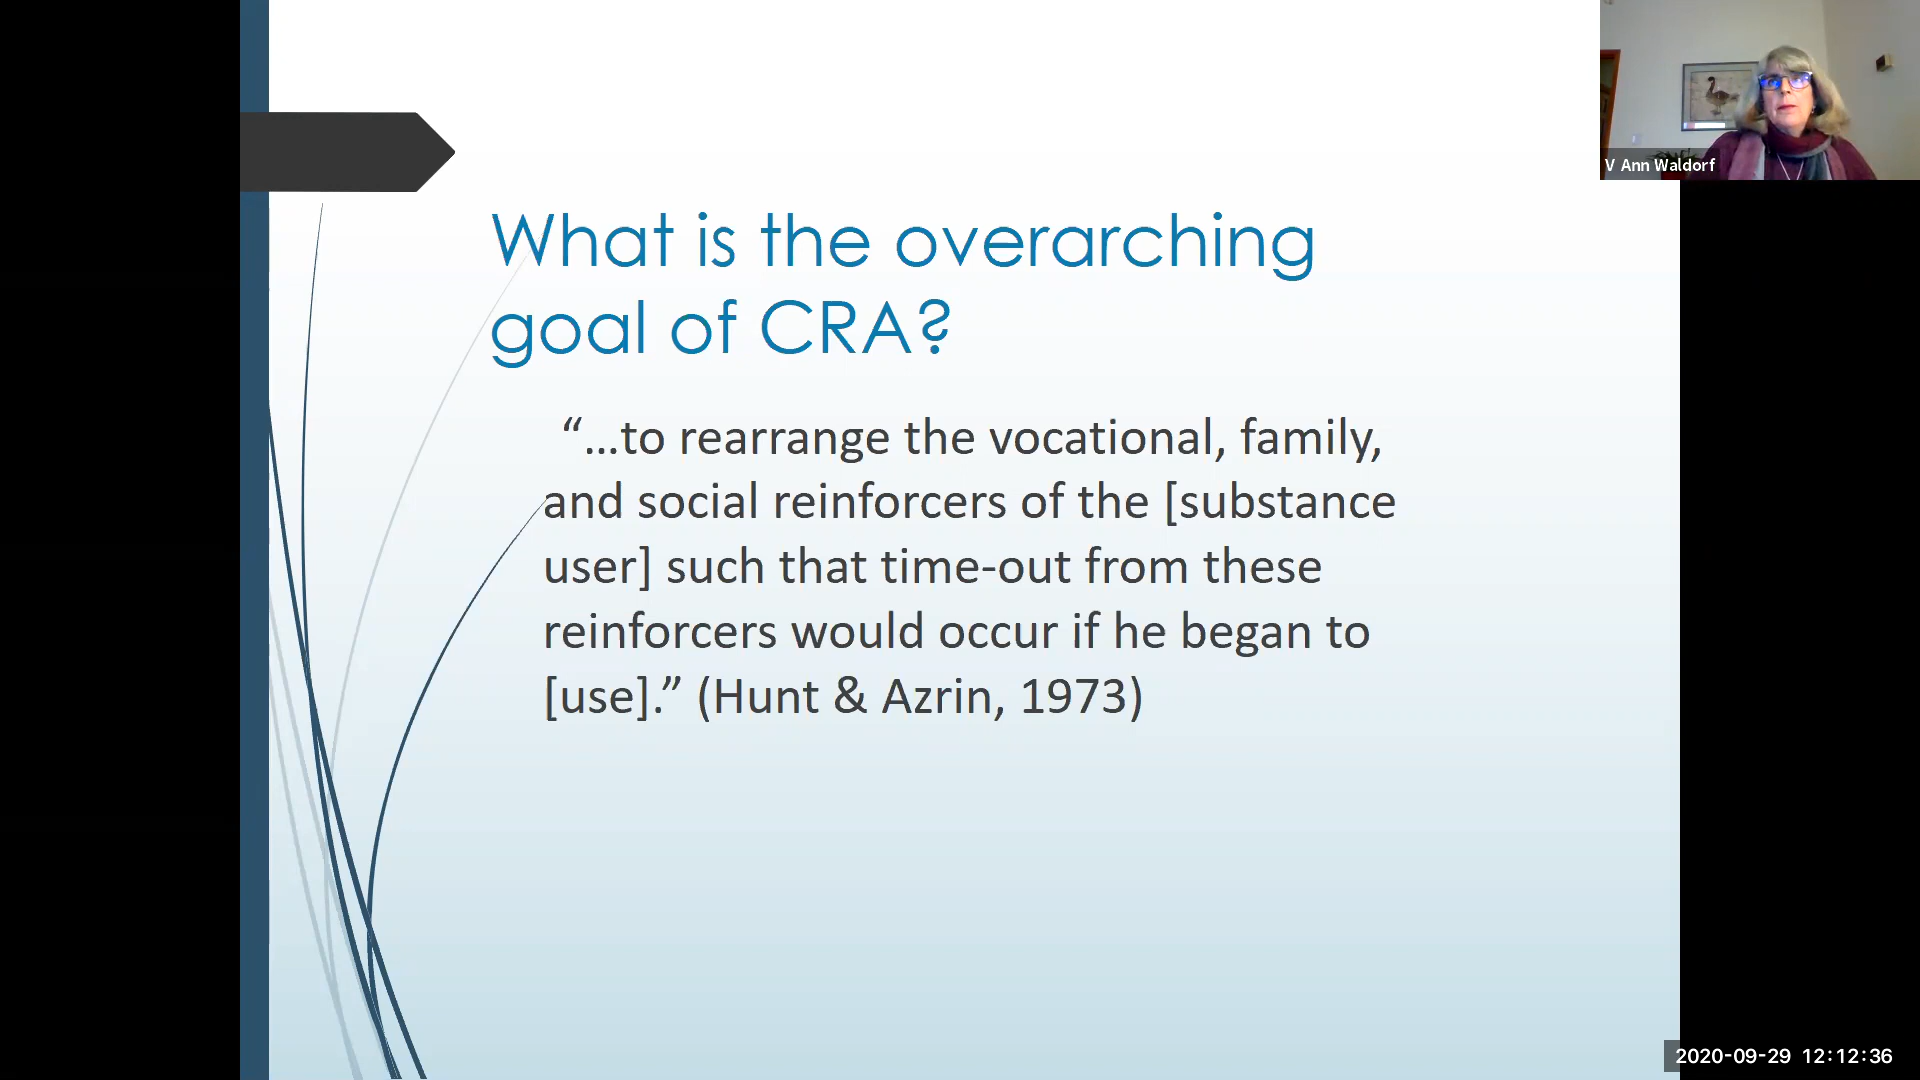 What is the overarching
goal of CRA?
“...to rearrange the vocational, family,
and social reinforcers of the [substance
user] such that time-out from these
reinforcers would occur if he began to
[use].” (Hunt & Azrin, 1973)
V Ann Waldorf
2020-09-29 12:12:36